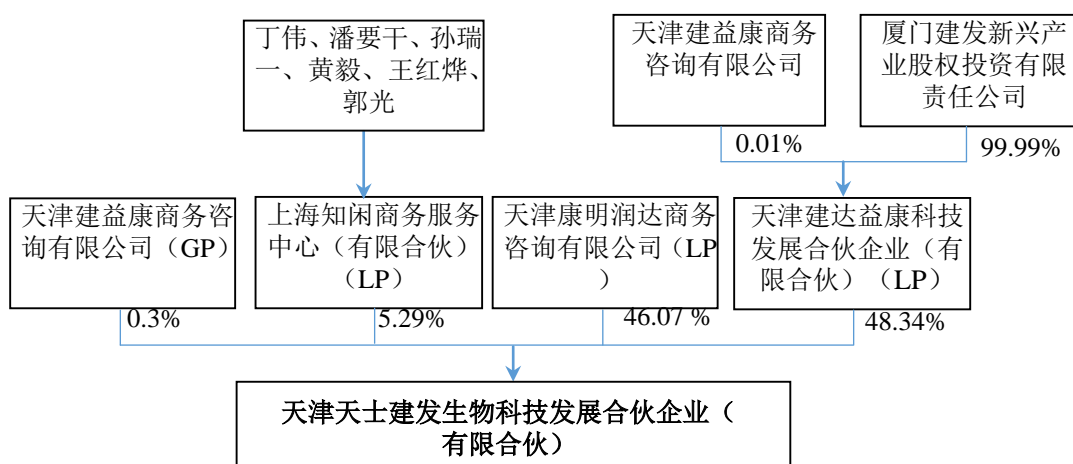 丁伟、潘要干、孙瑞
一、黄毅、王红烨、
郭光
天津建益康商务
咨询有限公司
厦门建发新兴产
业股权投资有限
责任公司
0.01%
99.99%
天津建益康商务咨
询有限公司（GP）
上海知闲商务服务
中心（有限合伙）
（LP）
天津康明润达商务
咨询有限公司（LP
）
天津建达益康科技
发展合伙企业（有
限合伙）（LP）
0.3%
5.29%
46.07 %
48.34%
天津天士建发生物科技发展合伙企业（
有限合伙）